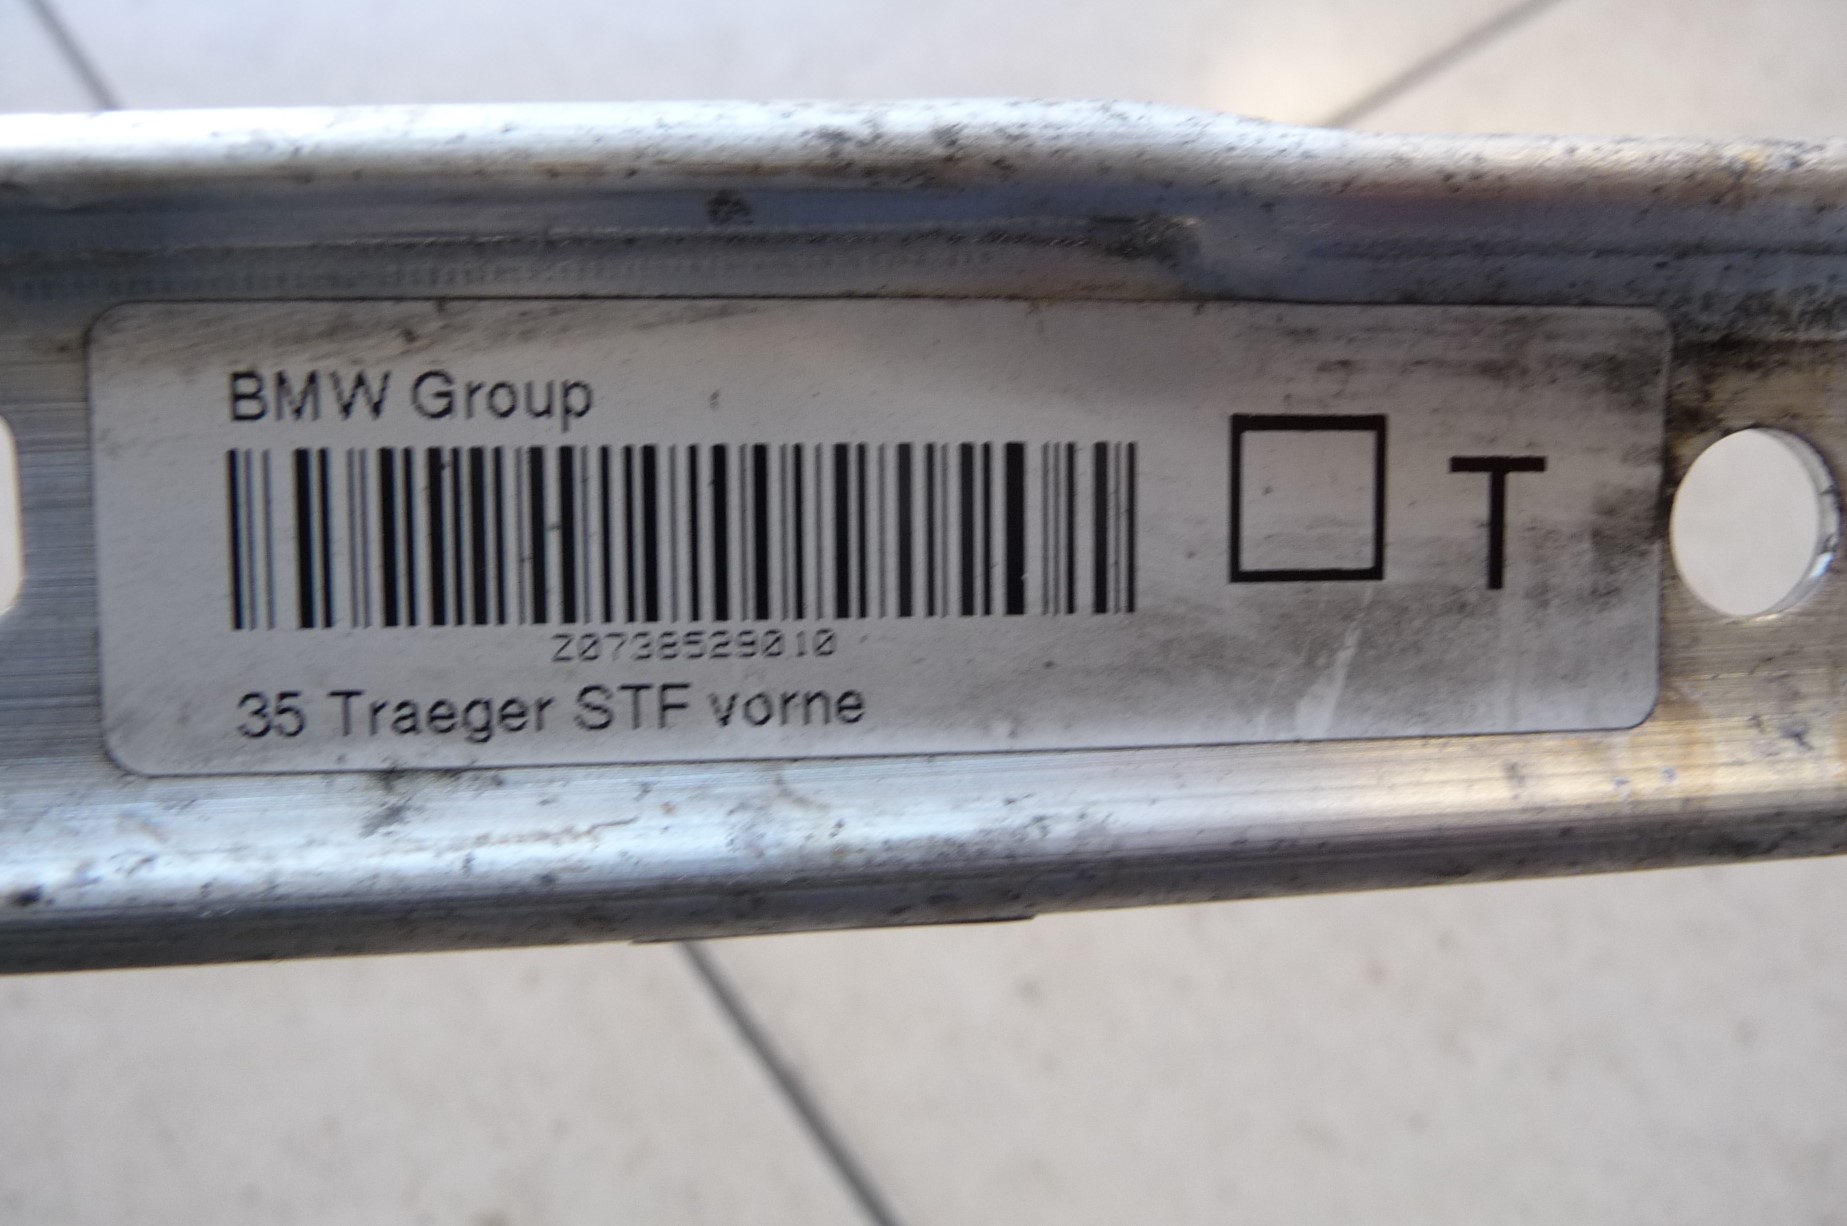 BMW Group
T
Z0738529010
35 Traeger STF vorne